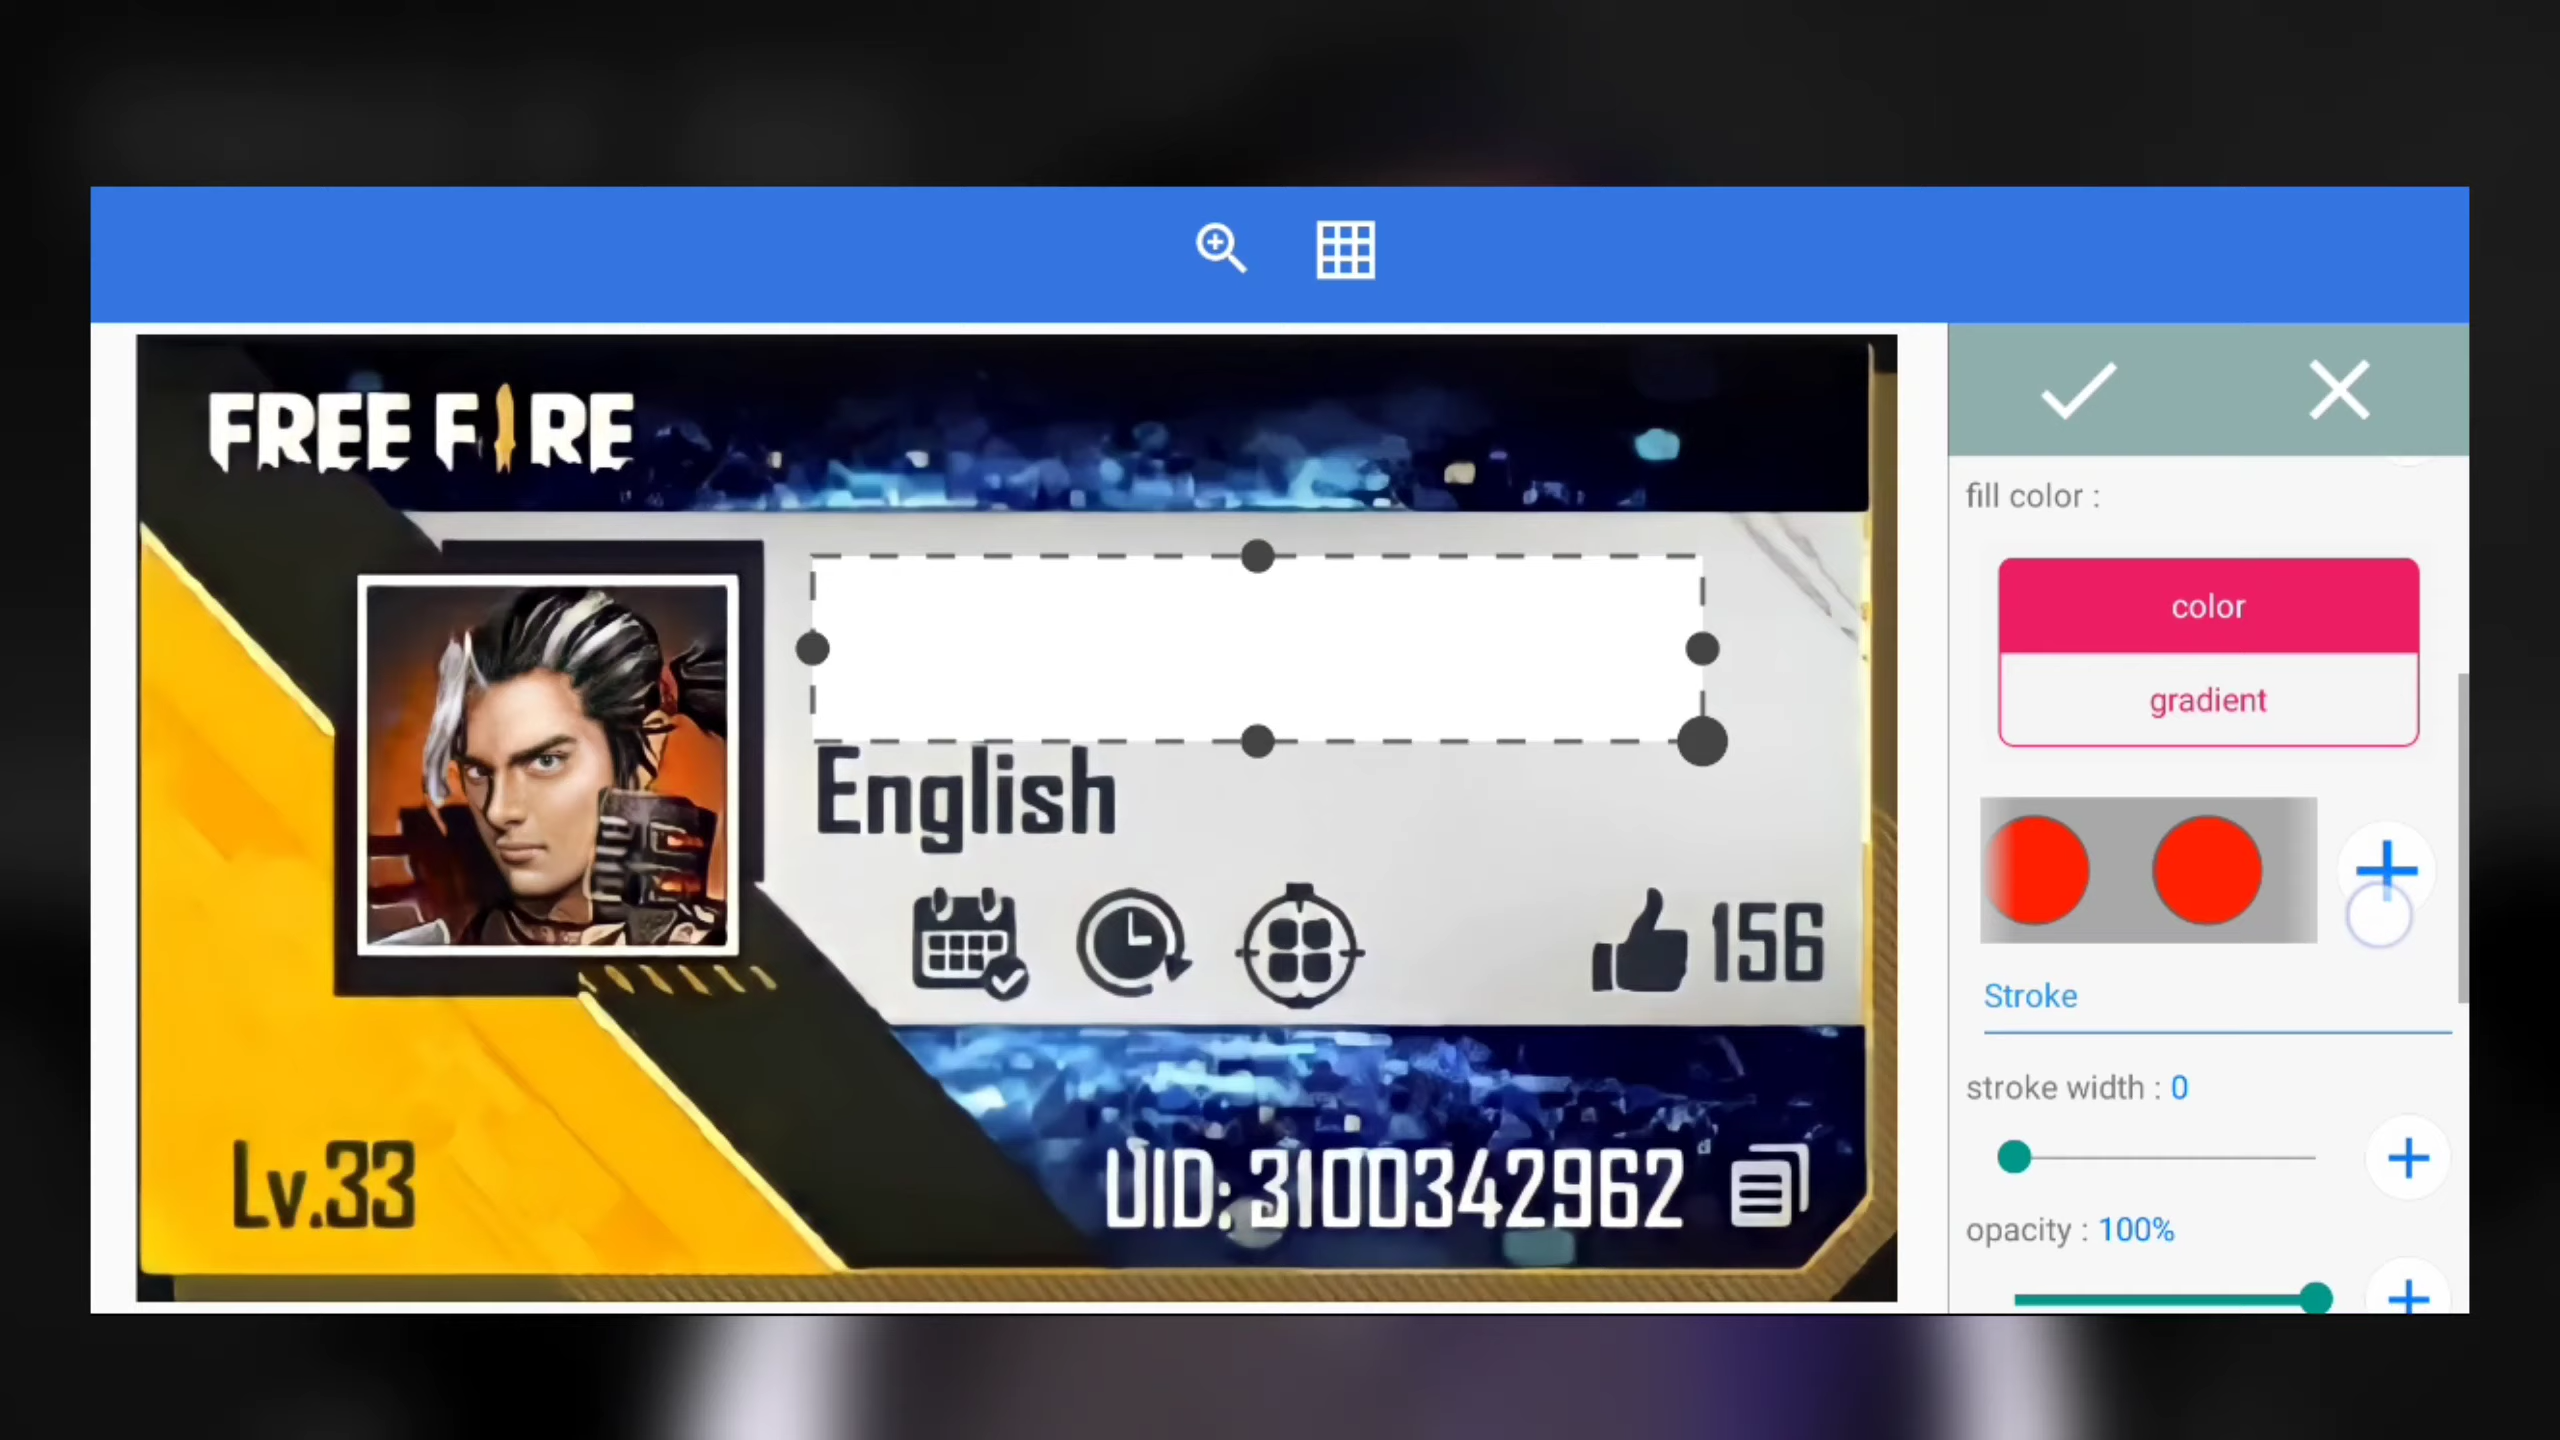 FREE FIRE
English
156
Lv.33
UID: 3100342962
fill color :
color
gradient
Stroke
stroke width : 0
opacity : 100%